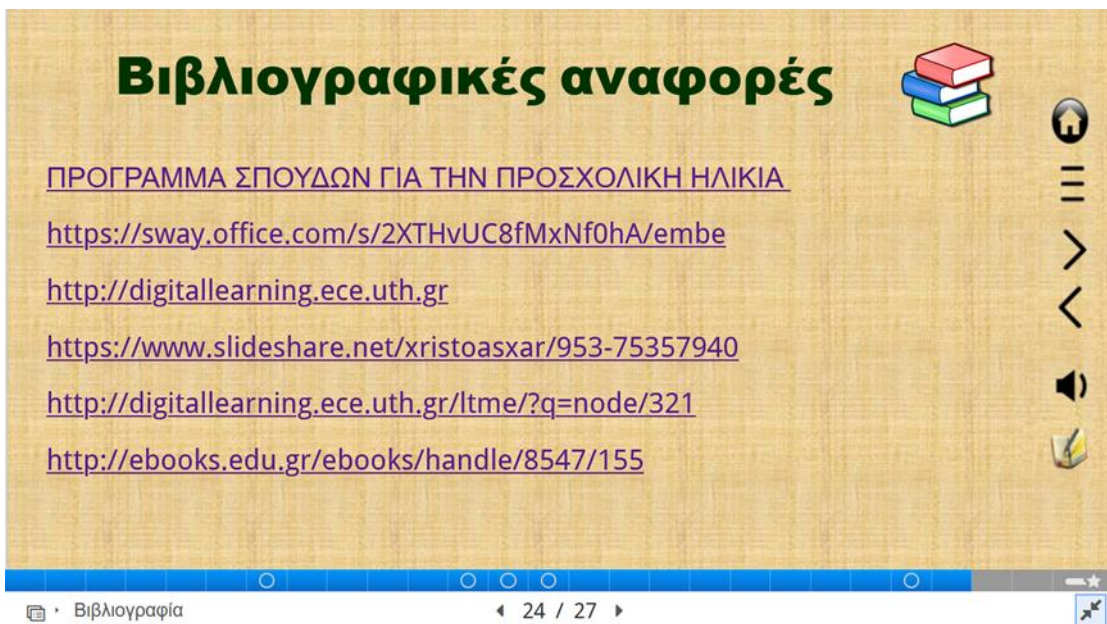 Βιβλιογραφικές αναφορές
ΠΡΟΓΡΑΜΜΑ ΣΠΟΥΔΩΝ ΓΙΑ ΤΗΝ ΠΡΟΣΧΟΛΙΚΗ ΗΛΙΚΙΑ
https://sway.office.com/s/2XTHvUC8fMxNf0hA/embe
http://digitallearning.ece.uth.gr
https://www.slideshare.net/xristoasxar/953-75357940
http://digitallearning.ece.uth.gr/ltme/?q=node/321
http://ebooks.edu.gr/ebooks/handle/8547/155
Βιβλιογραφία 24 / 27